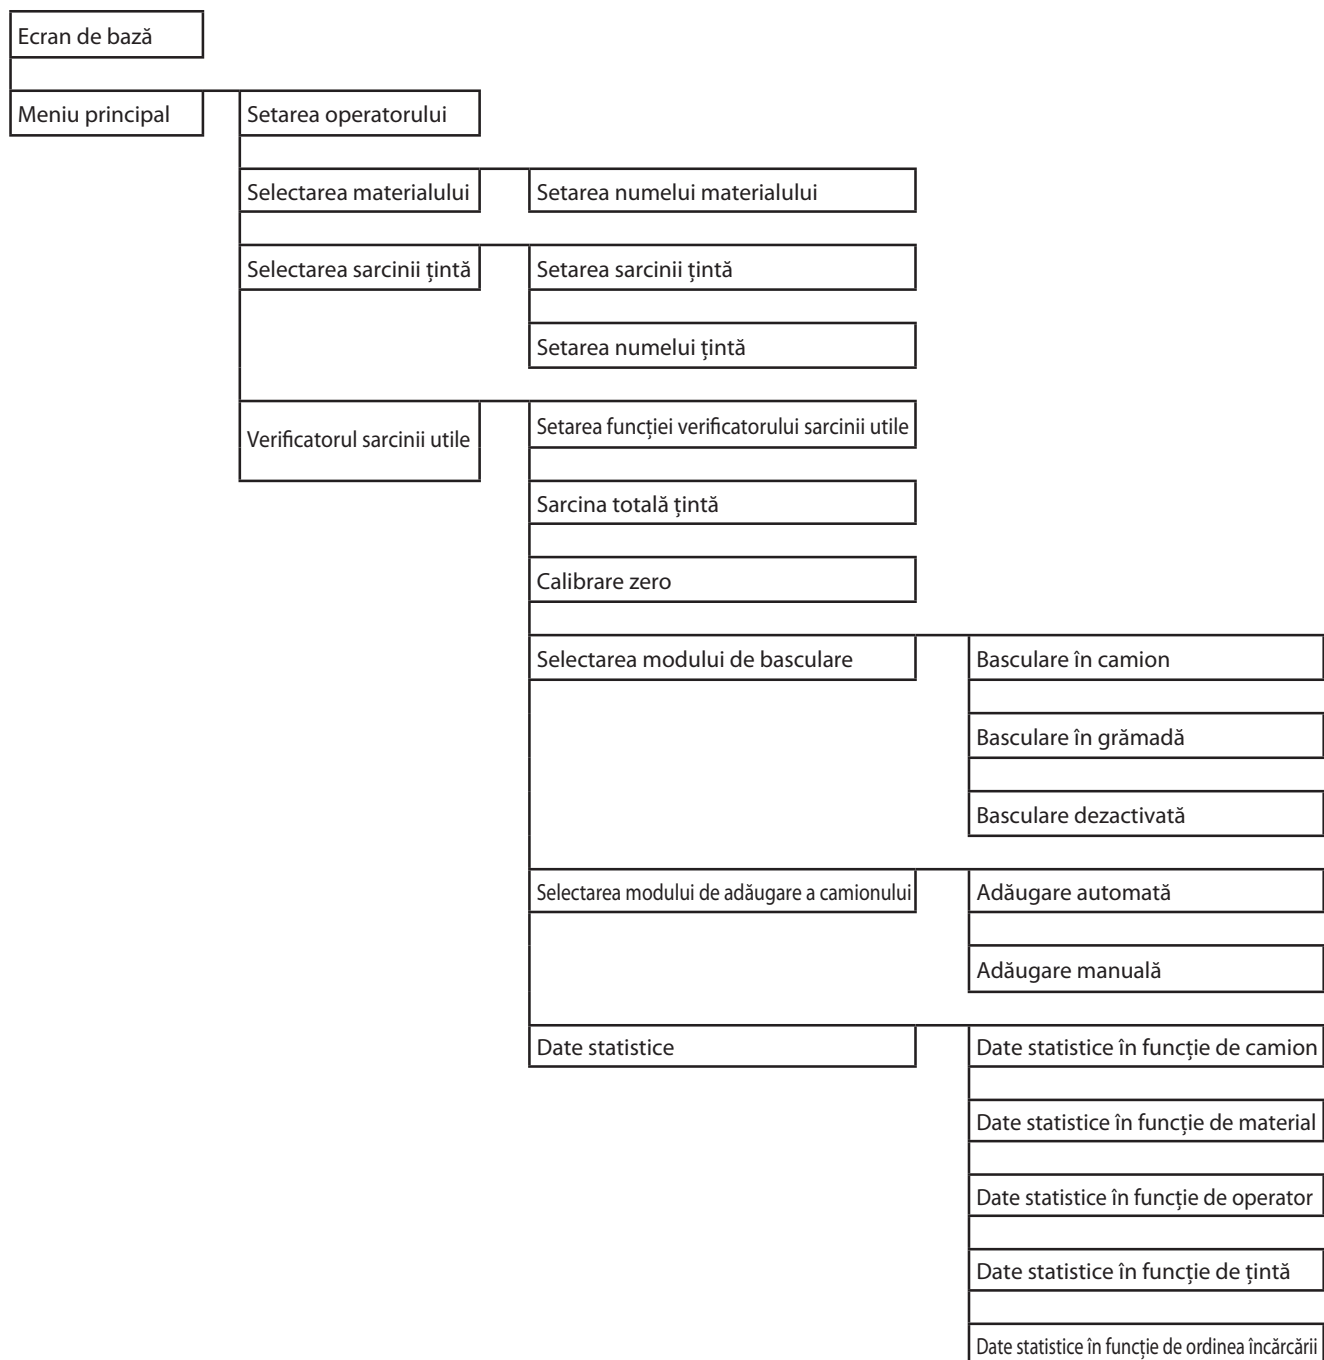 Ecran de bază
Meniu principal
Setarea operatorului
Selectarea materialului
Setarea numelui materialului
Selectarea sarcinii țintă
Setarea sarcinii țintă
Setarea numelui țintă
Verificatorul sarcinii utile
Setarea funcției verificatorului sarcinii utile
Sarcina totală țintă
Calibrare zero
Selectarea modului de basculare
Basculare în camion
Basculare în grămadă
Basculare dezactivată
Selectarea modului de adăugare a camionului
Adăugare automată
Adăugare manuală
Date statistice
Date statistice în funcție de camion
Date statistice în funcție de material
Date statistice în funcție de operator
Date statistice în funcție de țintă
Date statistice în funcție de ordinea încărcării